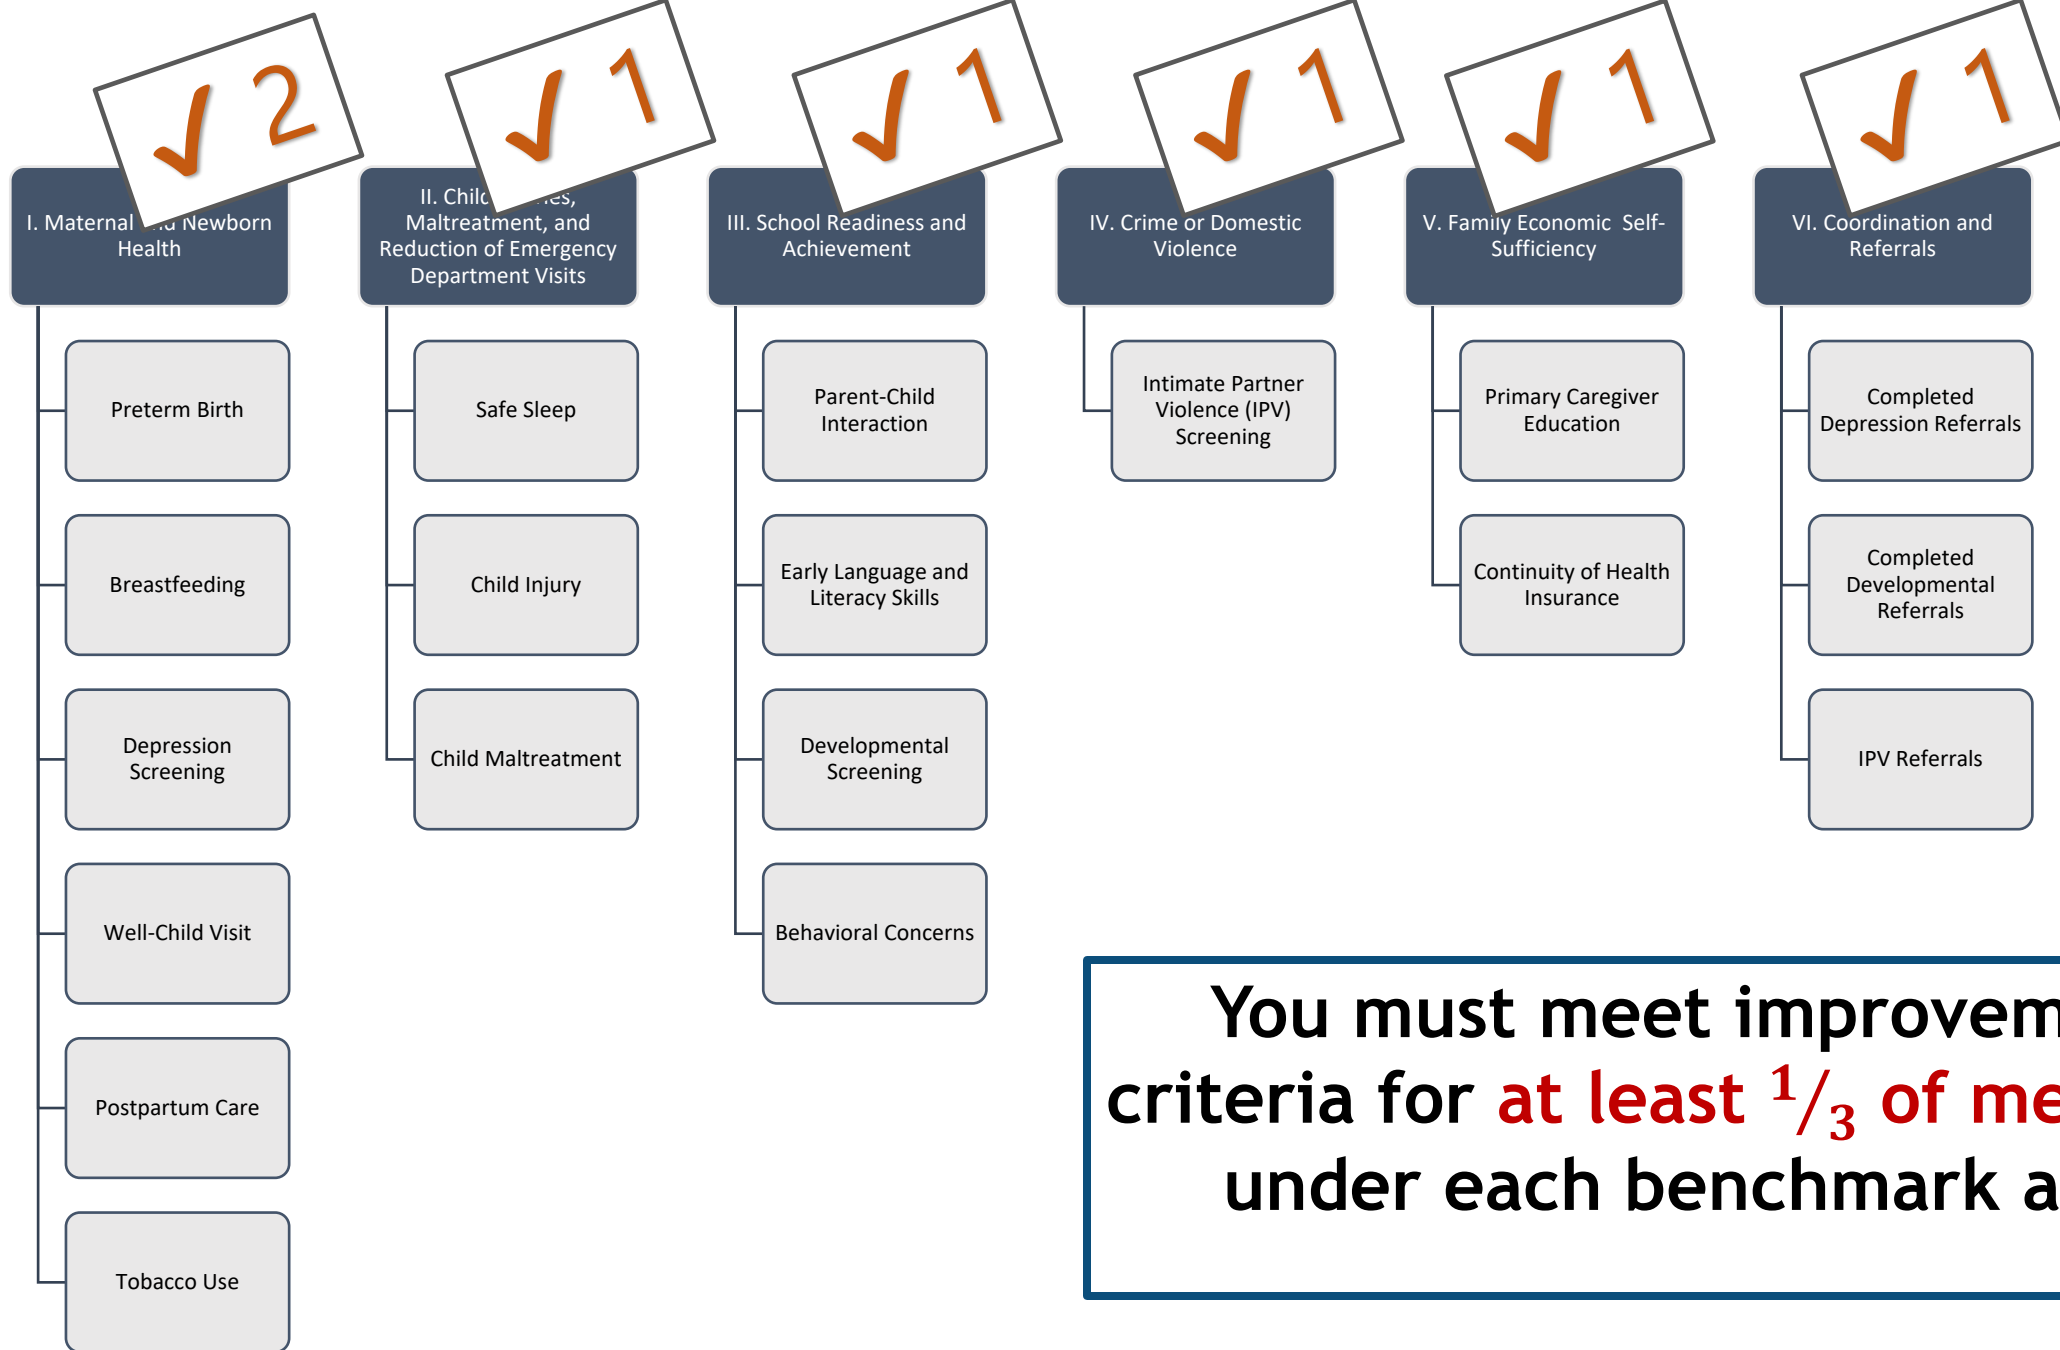 ✓ 2
✓ 1
✓ 1
✓ 1
✓ 1
✓ 1
I. Maternal Newborn
Health
II. Child
Maltreatment, and
Reduction of Emergency
Department Visits
III. School Readiness and
Achievement
IV. Crime or Domestic
Violence
V. Family Economic Self-
Sufficiency
VI. Coordination and
Referrals
Preterm Birth
Breastfeeding
Depression
Screening
Well-Child Visit
Postpartum Care
Tobacco Use
Safe Sleep
Child Injury
Child Maltreatment
Parent-Child
Interaction
Early Language and
Literacy Skills
Developmental
Screening
Behavioral Concerns
Intimate Partner
Violence (IPV)
Screening
Primary Caregiver
Education
Continuity of Health
Insurance
Completed
Depression Referrals
Completed
Developmental
Referrals
IPV Referrals
You must meet improvem
criteria for at least 1/3 of me
under each benchmark a